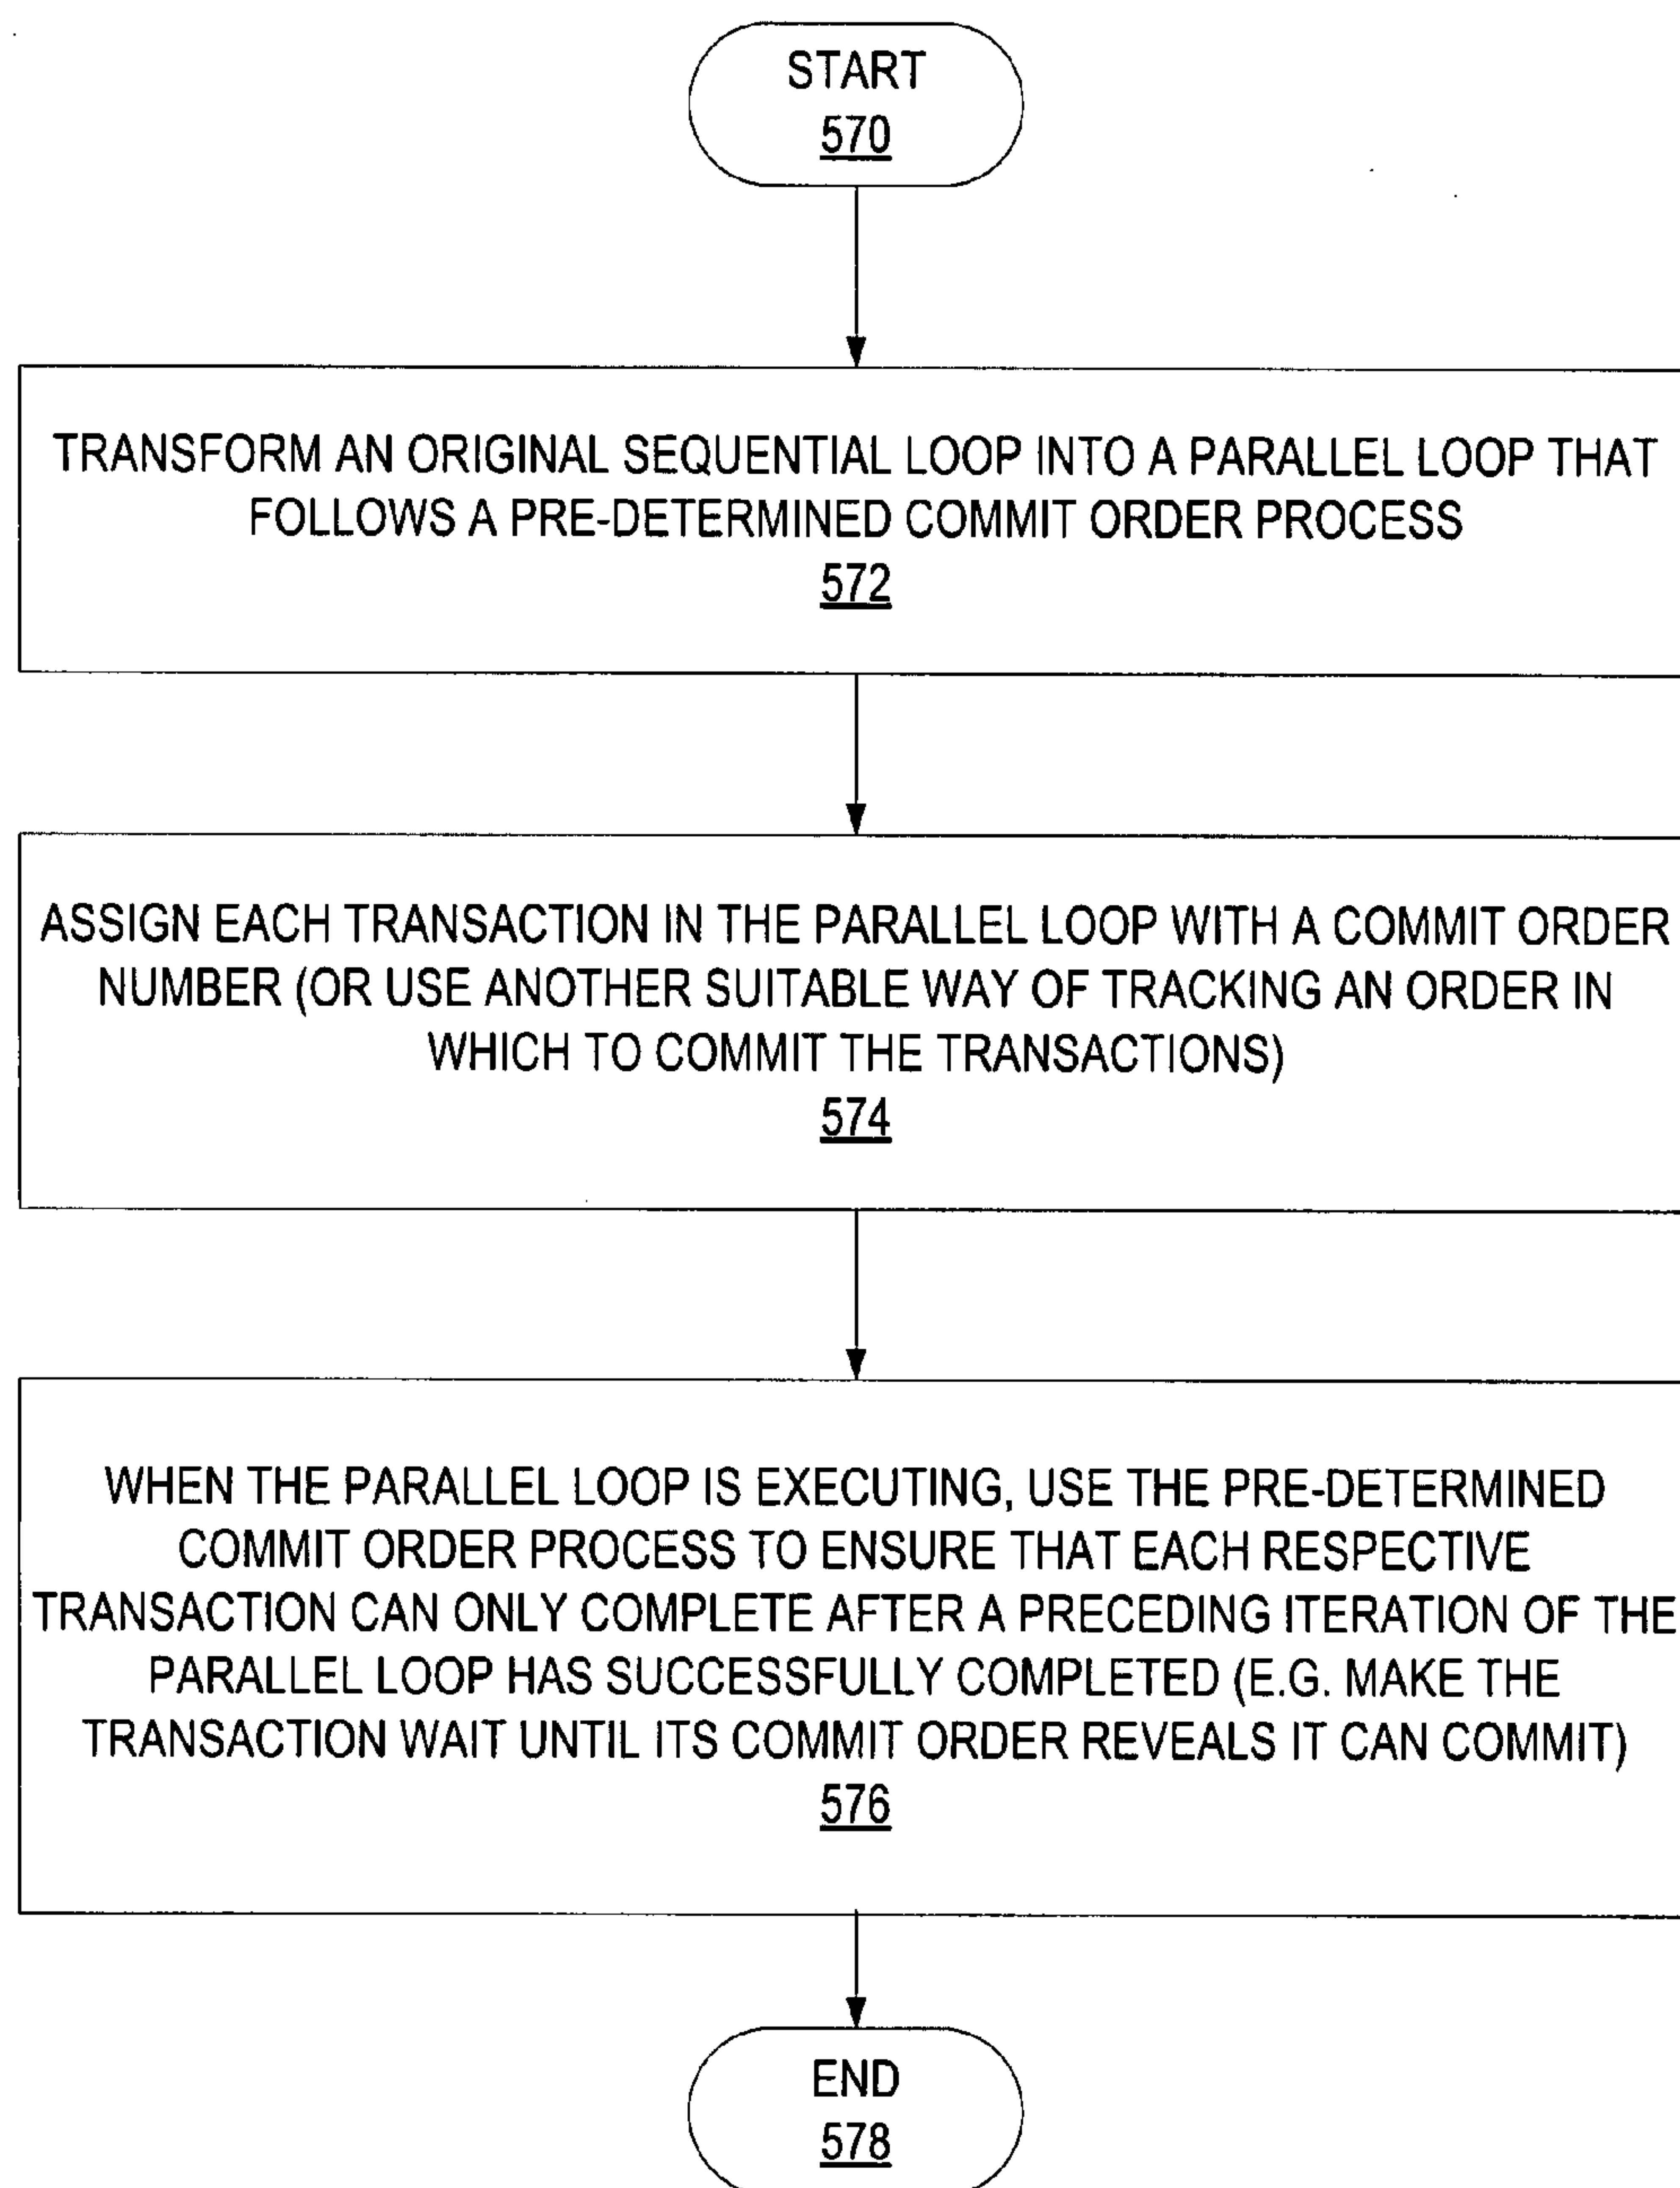 START
570
TRANSFORM AN ORIGINAL SEQUENTIAL LOOP INTO A PARALLEL LOOP THAT
FOLLOWS A PRE-DETERMINED COMMIT ORDER PROCESS
572
ASSIGN EACH TRANSACTION IN THE PARALLEL LOOP WITH A COMMIT ORDER
NUMBER (OR USE ANOTHER SUITABLE WAY OF TRACKING AN ORDER IN
WHICH TO COMMIT THE TRANSACTIONS)
574
WHEN THE PARALLEL LOOP IS EXECUTING, USE THE PRE-DETERMINED
COMMIT ORDER PROCESS TO ENSURE THAT EACH RESPECTIVE
TRANSACTION CAN ONLY COMPLETE AFTER A PRECEDING ITERATION OF THE
PARALLEL LOOP HAS SUCCESSFULLY COMPLETED (E.G. MAKE THE
TRANSACTION WAIT UNTIL ITS COMMIT ORDER REVEALS IT CAN COMMIT)
576
END
578